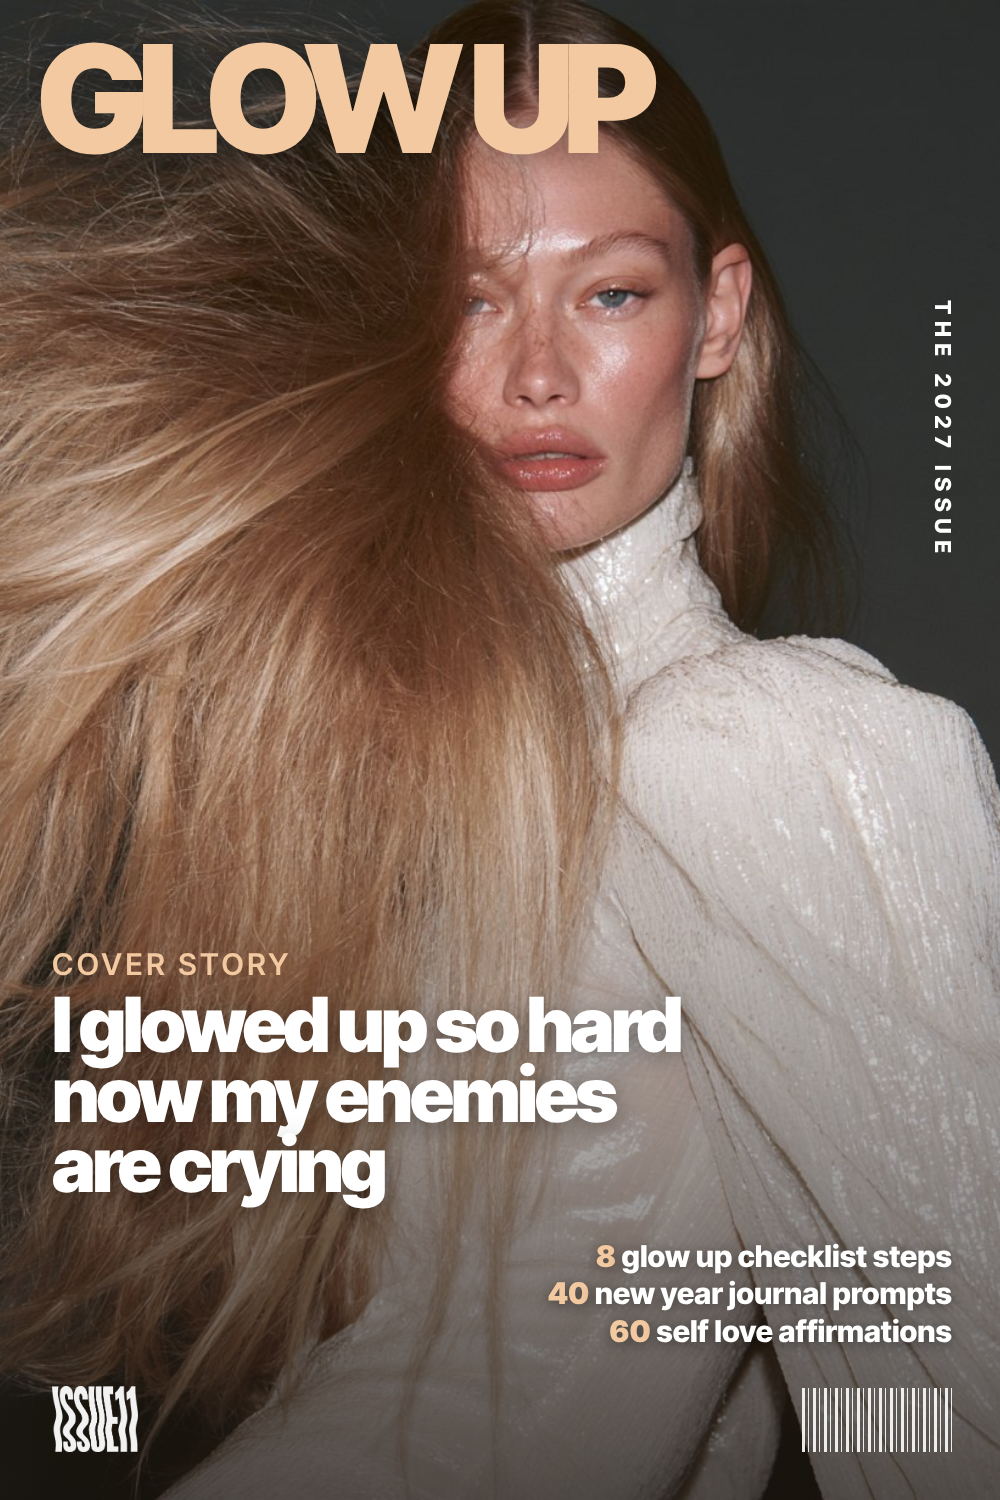 GLOW UP
THE 2027 ISSUE
COVER STORY
I glowed up so hard
now my enemies
are crying
8 glow up checklist steps
40 new year journal prompts
60 self love affirmations
ISSUE11